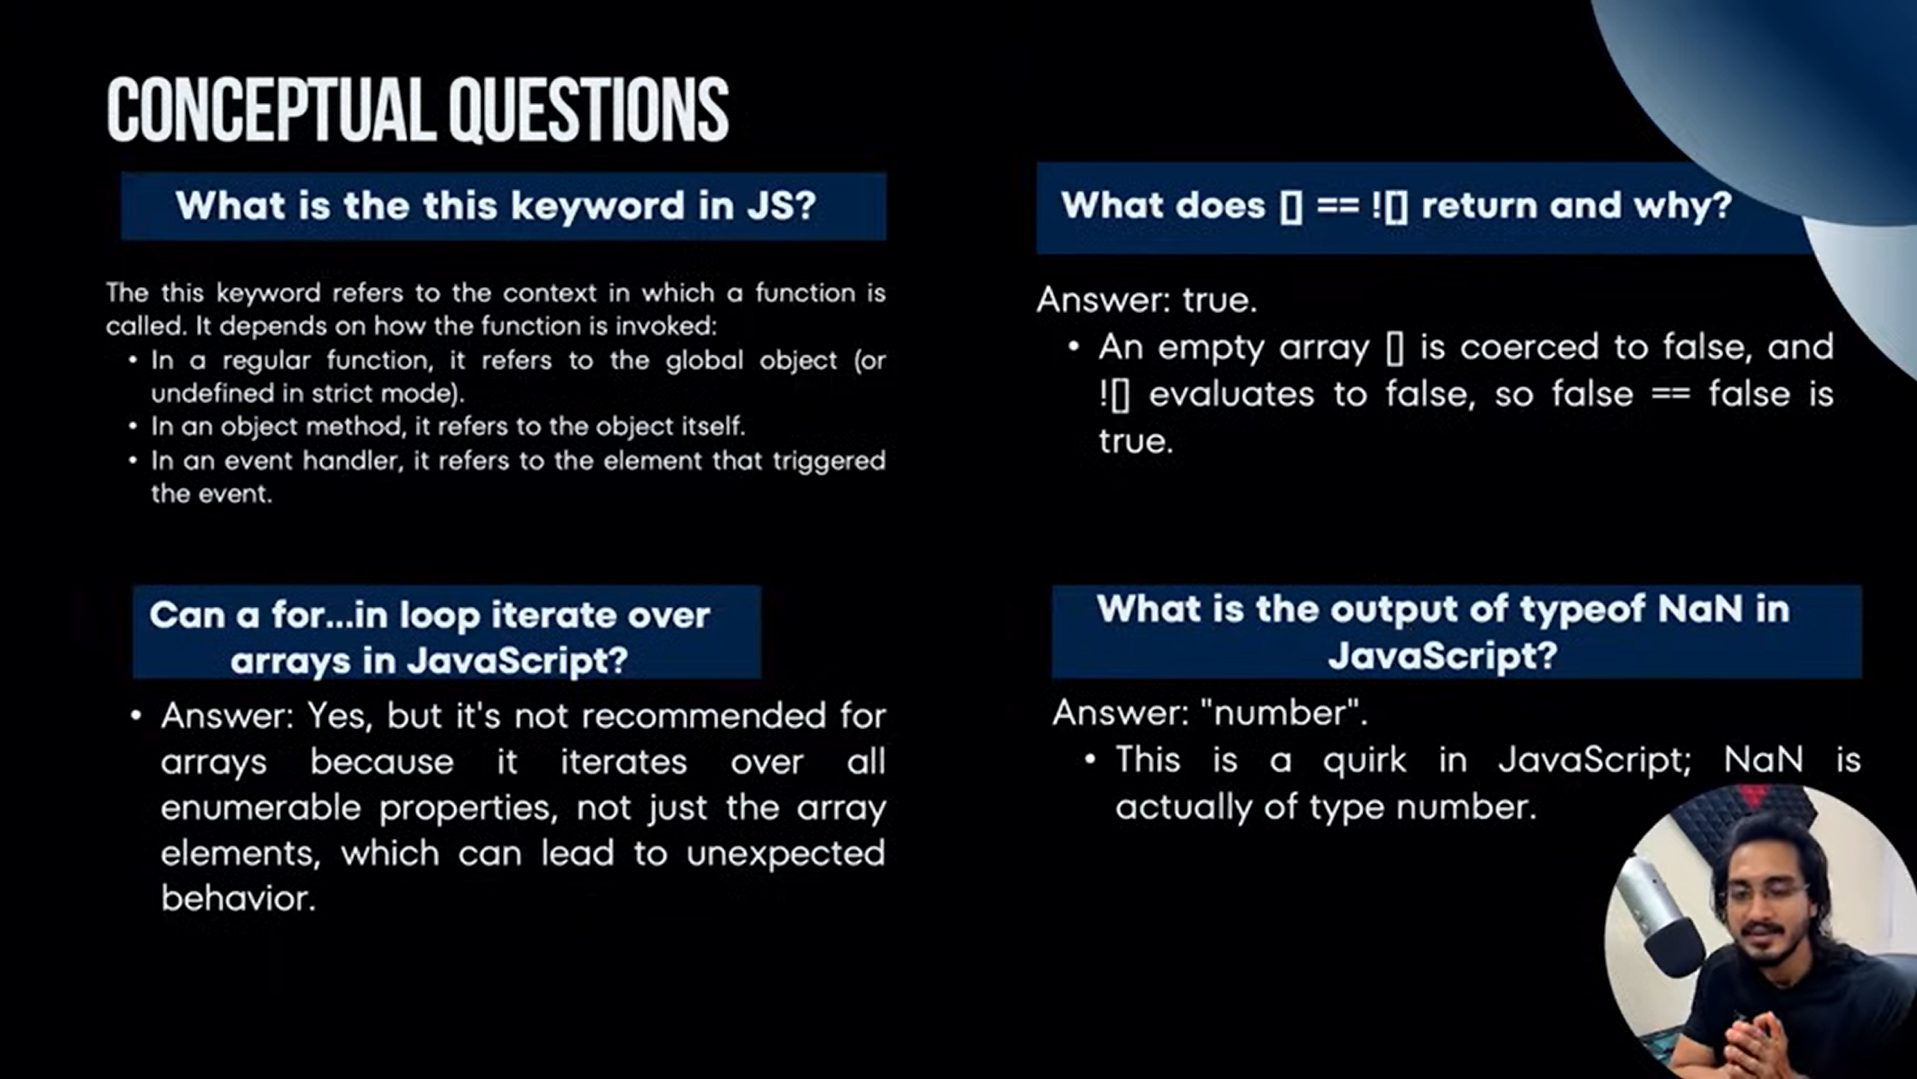 CONCEPTUAL QUESTIONS
What is the this keyword in JS?
The this keyword refers to the context in which a function is
called. It depends on how the function is invoked:
• In a regular function, it refers to the global object (or
undefined in strict mode).
• In an object method, it refers to the object itself.
• In an event handler, it refers to the element that triggered
the event.
What does [] == ![] return and why?
Answer: true.
• An empty array [] is coerced to false, and
![] evaluates to false, so false == false is
true.
Can a for...in loop iterate over
arrays in JavaScript?
• Answer: Yes, but it's not recommended for
arrays because it iterates over all
enumerable properties, not just the array
elements, which can lead to unexpected
behavior.
What is the output of typeof NaN in
JavaScript?
Answer: "number".
• This is a quirk in JavaScript; NaN is
actually of type number.